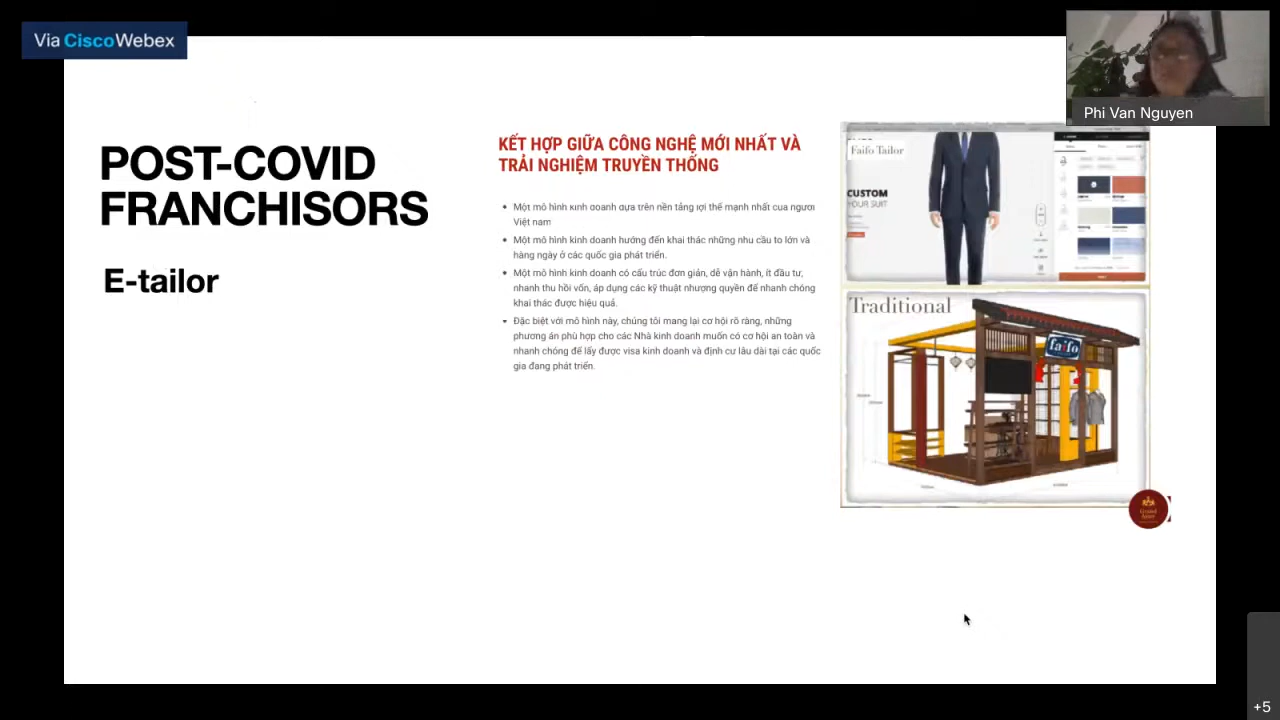 Via Cisco Webex
Phi Van Nguyen
POST-COVID
FRANCHISORS
E-tailor
KẾT HỢP GIỮA CÔNG NGHỆ MỚI NHẤT VÀ
TRẢI NGHIỆM TRUYỀN THỐNG
• Một mô hình kinh doanh dựa trên nền tảng lợi thế mạnh nhất của người
Việt nam
• Một mô hình kinh doanh hướng đến khai thác những nhu cầu to lớn và
hàng ngày ở các quốc gia phát triển.
• Một mô hình kinh doanh có cấu trúc đơn giản, dễ vận hành, ít đầu tư,
nhanh thu hồi vốn, áp dụng các kỹ thuật nhượng quyền để nhanh chóng
khai thác được hiệu quả.
• Đặc biệt với mô hình này, chúng tôi mang lại cơ hội rõ ràng, những
phương án phù hợp cho các Nhà kinh doanh muốn có cơ hội an toàn và
nhanh chóng để lấy được visa kinh doanh và định cư lâu dài tại các quốc
gia đang phát triển.
Faifo Tailor
CUSTOM
YOUR SUIT
Traditional
faifo
+5